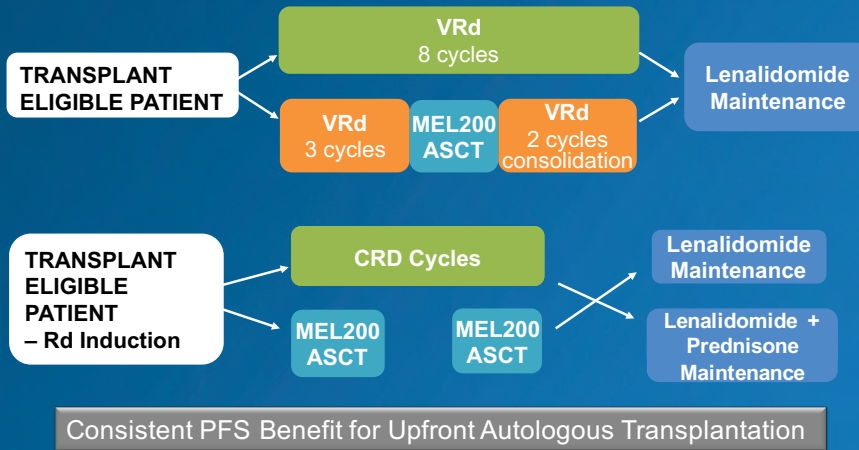 TRANSPLANT
ELIGIBLE PATIENT
VRd
8 cycles
VRd
3 cycles
MEL200
ASCT
VRd
2 cycles
consolidation
Lenalidomide
Maintenance
TRANSPLANT
ELIGIBLE
PATIENT
– Rd Induction
CRD Cycles
MEL200
ASCT
MEL200
ASCT
Lenalidomide
Maintenance
Lenalidomide +
Prednisone
Maintenance
Consistent PFS Benefit for Upfront Autologous Transplantation